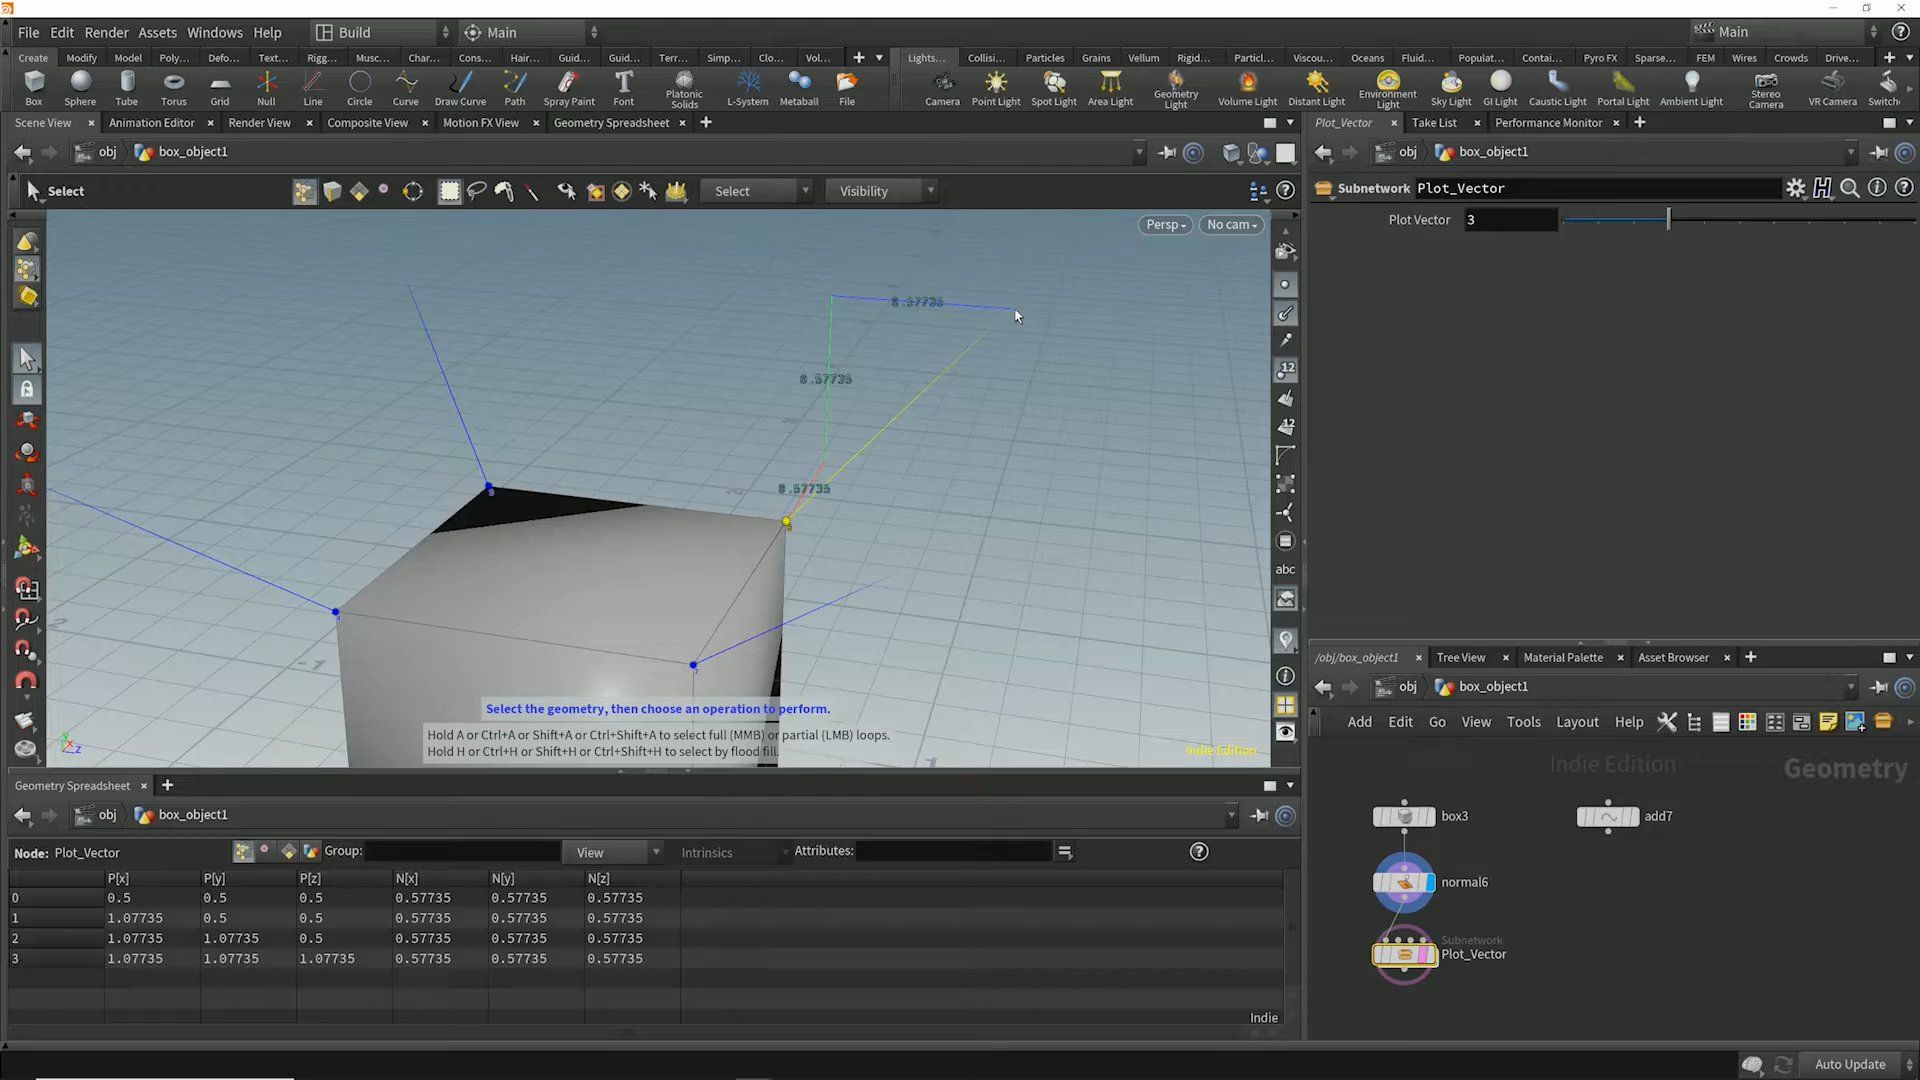 File Edit Render Assets Windows Help Build Main Main
Create Modify Model Poly... Defo... Text... Rigg... Musc... Char... Cons... Hair... Guid... Guid... Terr... Simp... Clo... Vol... Lights... Collisi... Particles Grains Vellum Rigid... Particl... Viscou... Oceans Fluid... Populat... Contai... Pyro FX Sparse... FEM Wires Crowds Drive...
Box Sphere Tube Torus Grid Null Line Circle Curve Draw Curve Path Spray Paint Font Platonic Solids L-System Metaball File Camera Point Light Spot Light Area Light Geometry Light Volume Light Distant Light Environment Light Sky Light GI Light Caustic Light Portal Light Ambient Light Stereo Camera VR Camera Switch
Scene View Animation Editor Render View Composite View Motion FX View Geometry Spreadsheet
Plot_Vector Take List Performance Monitor
obj box_object1
obj box_object1
Select Select Visibility
Subnetwork Plot_Vector
Plot Vector 3
Persp No cam
0.57735
0.57735
0.57735
12
12
abc
2
-1
1
Select the geometry, then choose an operation to perform.
Hold A or Ctrl+A or Shift+A or Ctrl+Shift+A to select full (MMB) or partial (LMB) loops.
Hold H or Ctrl+H or Shift+H or Ctrl+Shift+H to select by flood fill.
Indie Edition
Z
/obj/box_object1 Tree View Material Palette Asset Browser
obj box_object1
Add Edit Go View Tools Layout Help
Indie Edition Geometry
box3
add7
normal6
Subnetwork
Plot_Vector
Geometry Spreadsheet
obj box_object1
Node: Plot_Vector Group: View Intrinsics Attributes:
P[x] P[y] P[z] N[x] N[y] N[z]
0 0.5 0.5 0.5 0.57735 0.57735 0.57735
1 1.07735 0.5 0.5 0.57735 0.57735 0.57735
2 1.07735 1.07735 0.5 0.57735 0.57735 0.57735
3 1.07735 1.07735 1.07735 0.57735 0.57735 0.57735
Indie
Auto Update